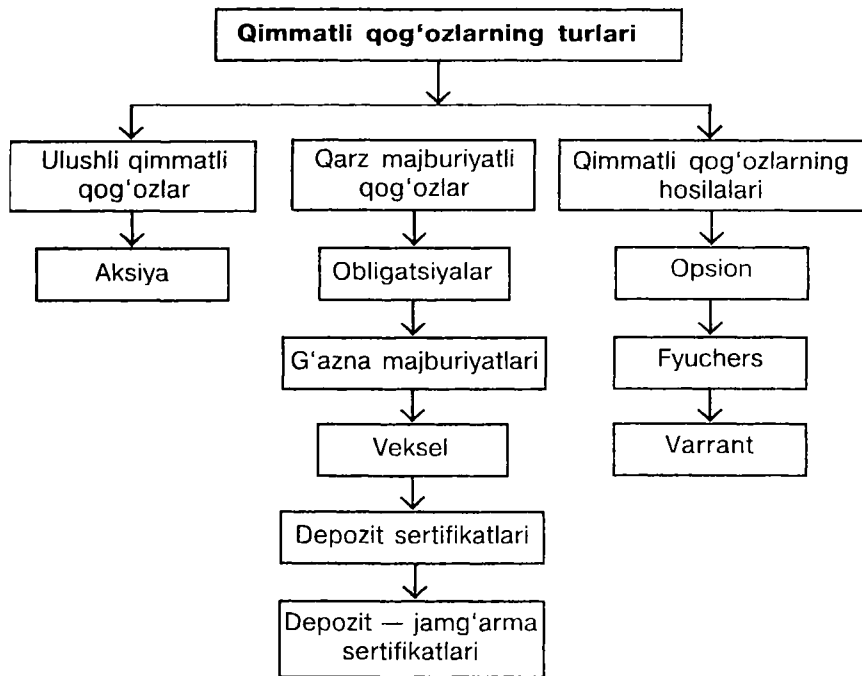 Qimmatli qog‘ozlarning turlari
Ulushli qimmatli
qog‘ozlar
Qarz majburiyatli
qog‘ozlar
Qimmatli qog‘ozlarning
hosilalari
Aksiya
Obligatsiyalar
Opsion
G‘azna majburiyatlari
Fyuchers
Veksel
Varrant
Depozit sertifikatlari
Depozit — jamg‘arma
sertifikatlari